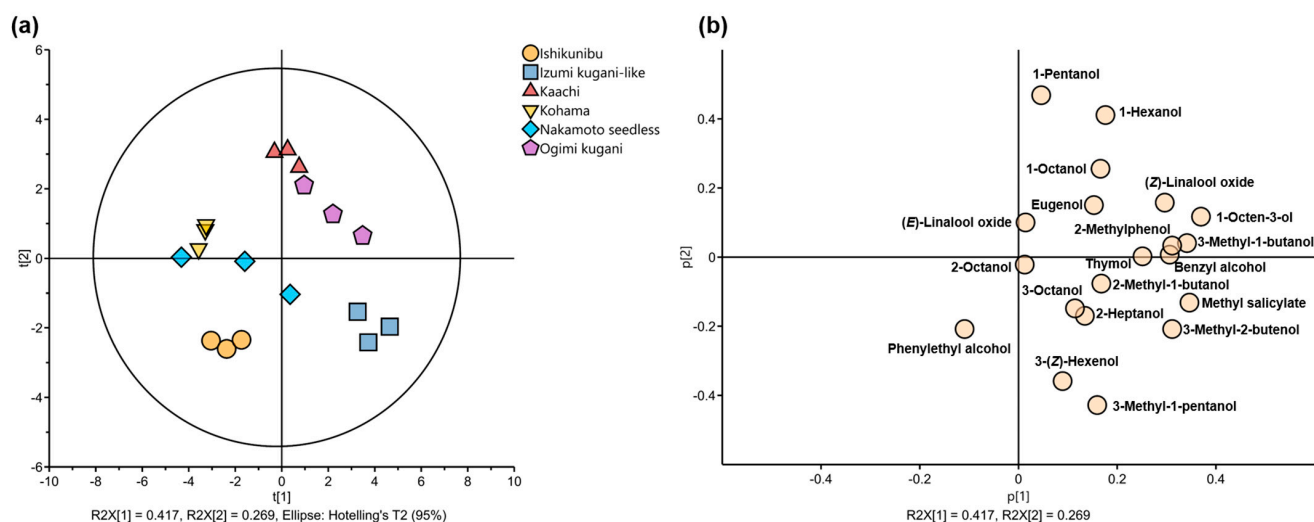 (a)
6
4
2
0
-2
-4
-6
t[2]
-10
-8
-6
-4
-2
0
2
4
6
8
10
t[1]
R2X[1] = 0.417, R2X[2] = 0.269, Ellipse: Hotelling's T2 (95%)
Ishikunibu
Izumi kugani-like
Kaachi
Kohama
Nakamoto seedless
Ogimi kugani
(b)
0.4
0.2
0
-0.2
-0.4
p[2]
1-Pentanol
1-Hexanol
1-Octanol
(Z)-Linalool oxide
Eugenol
1-Octen-3-ol
(E)-Linalool oxide
2-Methylphenol
3-Methyl-1-butanol
2-Octanol
Thymol
Benzyl alcohol
3-Octanol
2-Methyl-1-butanol
Methyl salicylate
2-Heptanol
3-Methyl-2-butenol
Phenylethyl alcohol
3-(Z)-Hexenol
3-Methyl-1-pentanol
-0.4
-0.2
0
0.2
0.4
p[1]
R2X[1] = 0.417, R2X[2] = 0.269